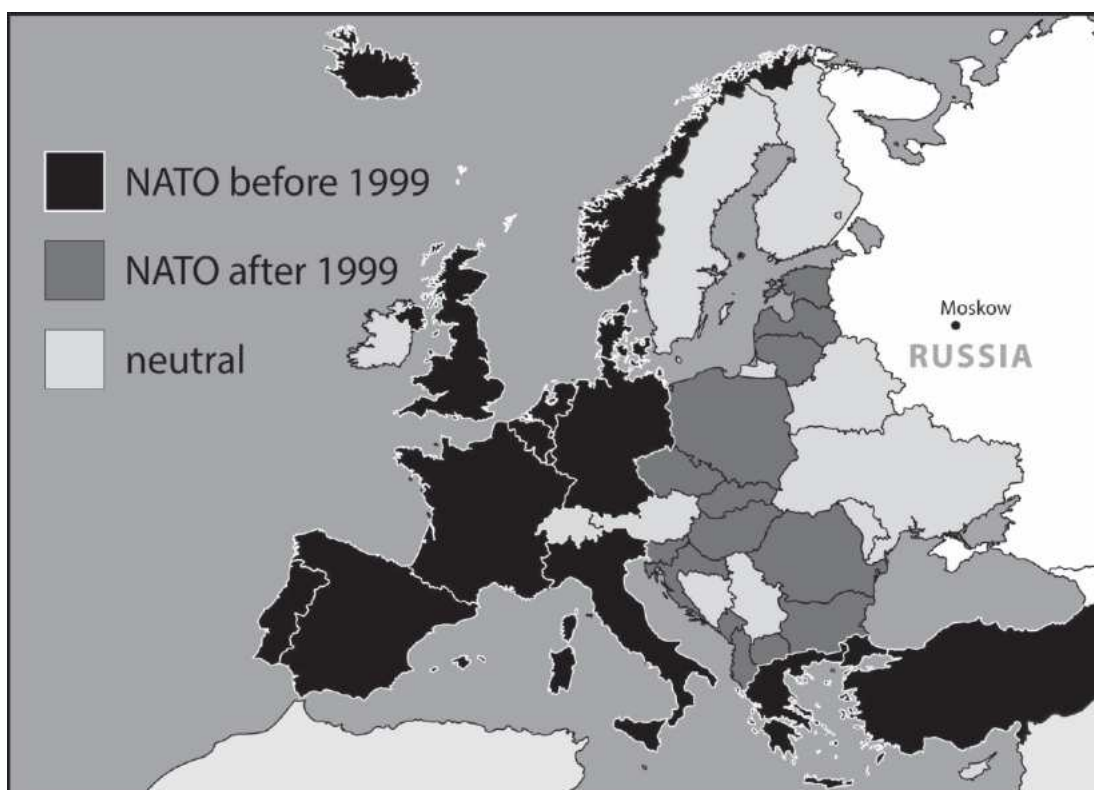 NATO before 1999
NATO after 1999
neutral
Moskow
RUSSIA